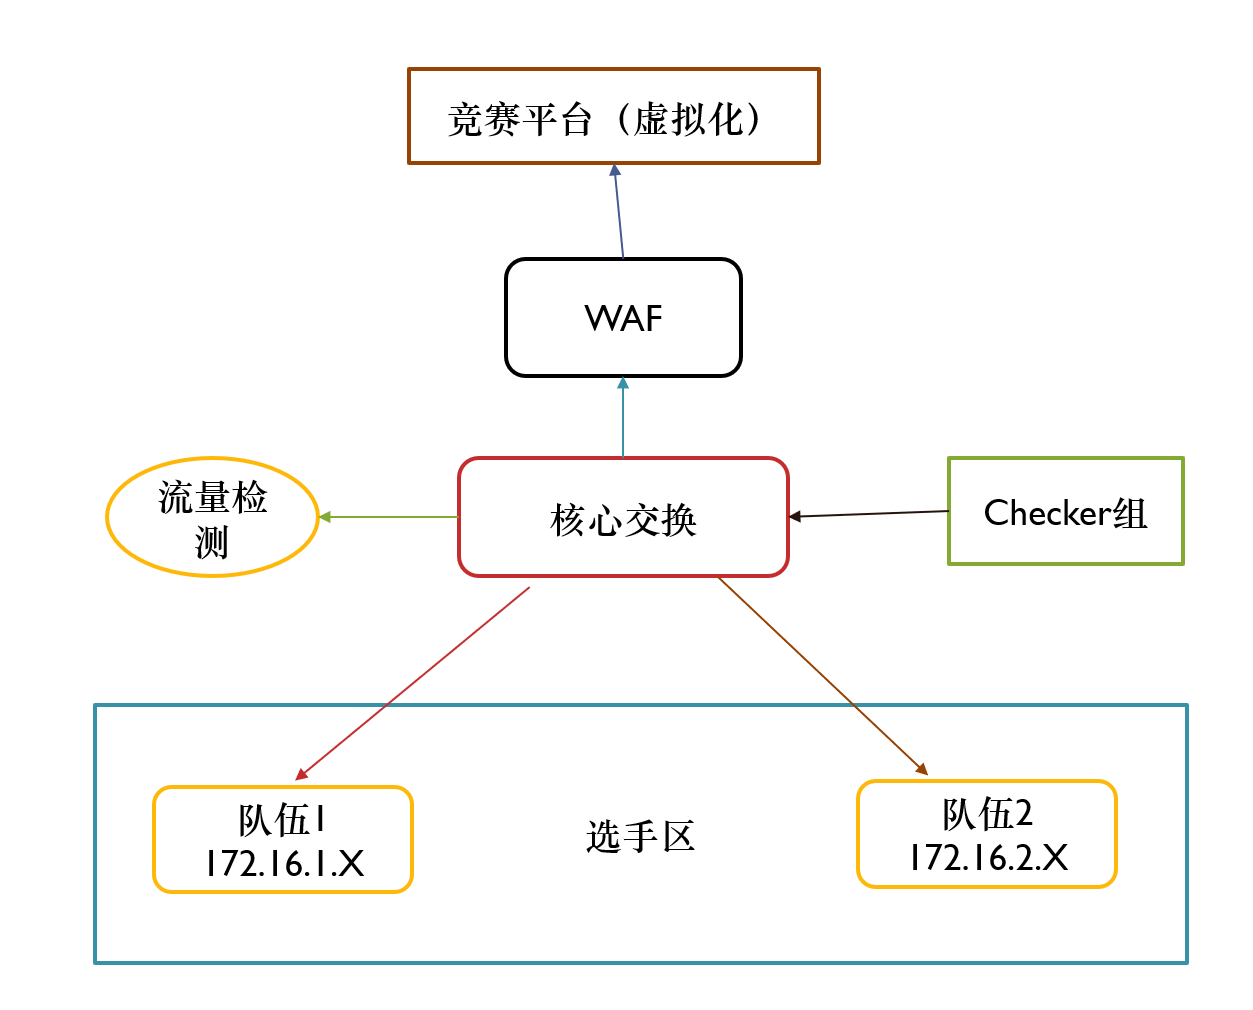 竞赛平台（虚拟化）
WAF
流量检
测
核心交换
Checker组
队伍1
172.16.1.X
选手区
队伍2
172.16.2.X